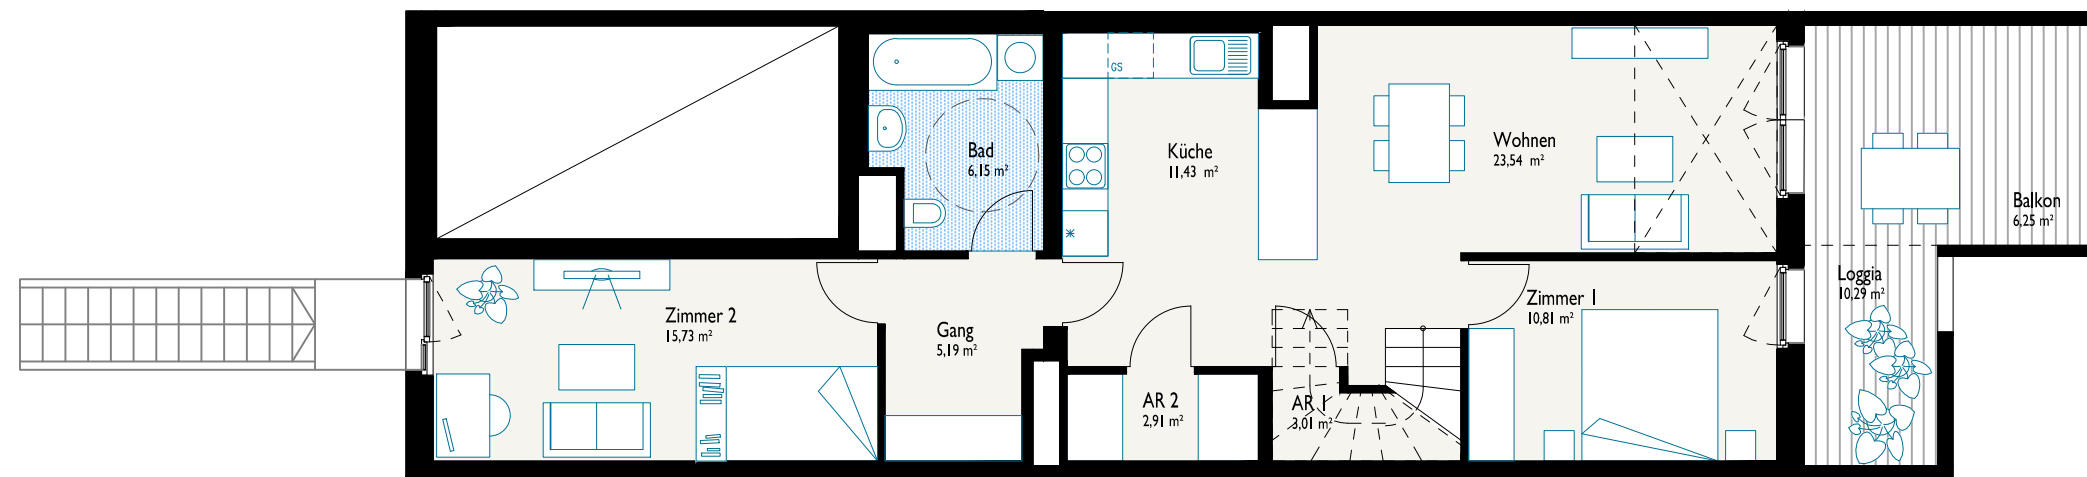 GS
Bad
6,15 m²
Küche
11,43 m²
Wohnen
23,54 m²
Balkon
6,25 m²
Loggia
10,29 m²
Zimmer 1
10,81 m²
Zimmer 2
15,73 m²
Gang
5,19 m²
AR 2
2,91 m²
AR 1
3,01 m²